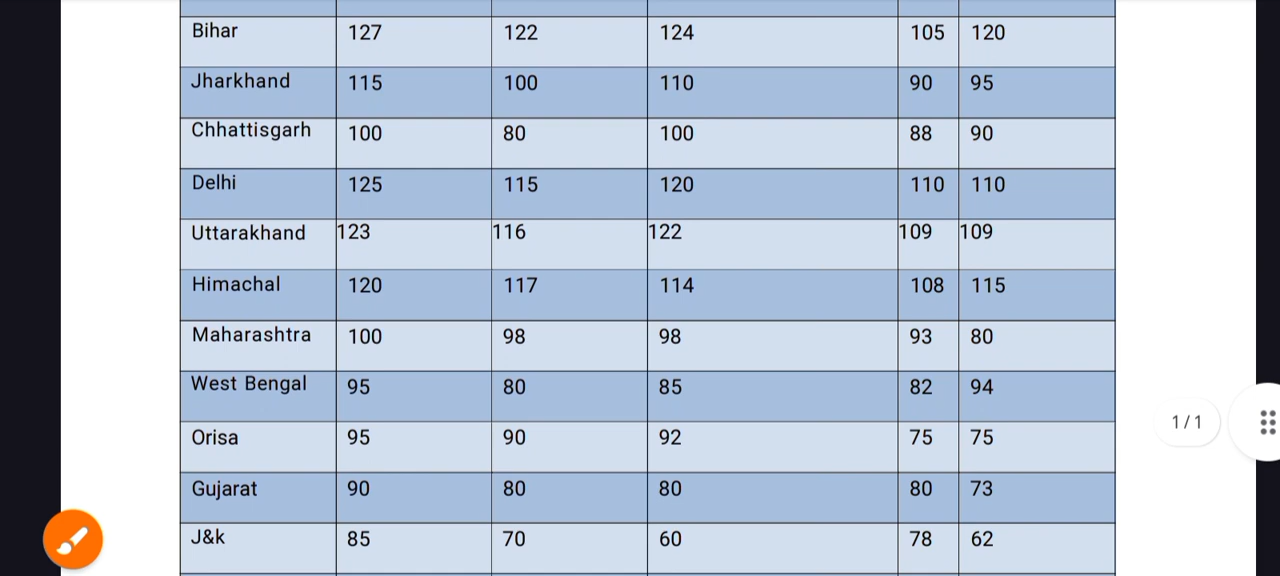 Bihar 127 122 124 105 120
Jharkhand 115 100 110 90 95
Chhattisgarh 100 80 100 88 90
Delhi 125 115 120 110 110
Uttarakhand 123 116 122 109 109
Himachal 120 117 114 108 115
Maharashtra 100 98 98 93 80
West Bengal 95 80 85 82 94
1/1
Orisa 95 90 92 75 75
Gujarat 90 80 80 80 73
J&k 85 70 60 78 62